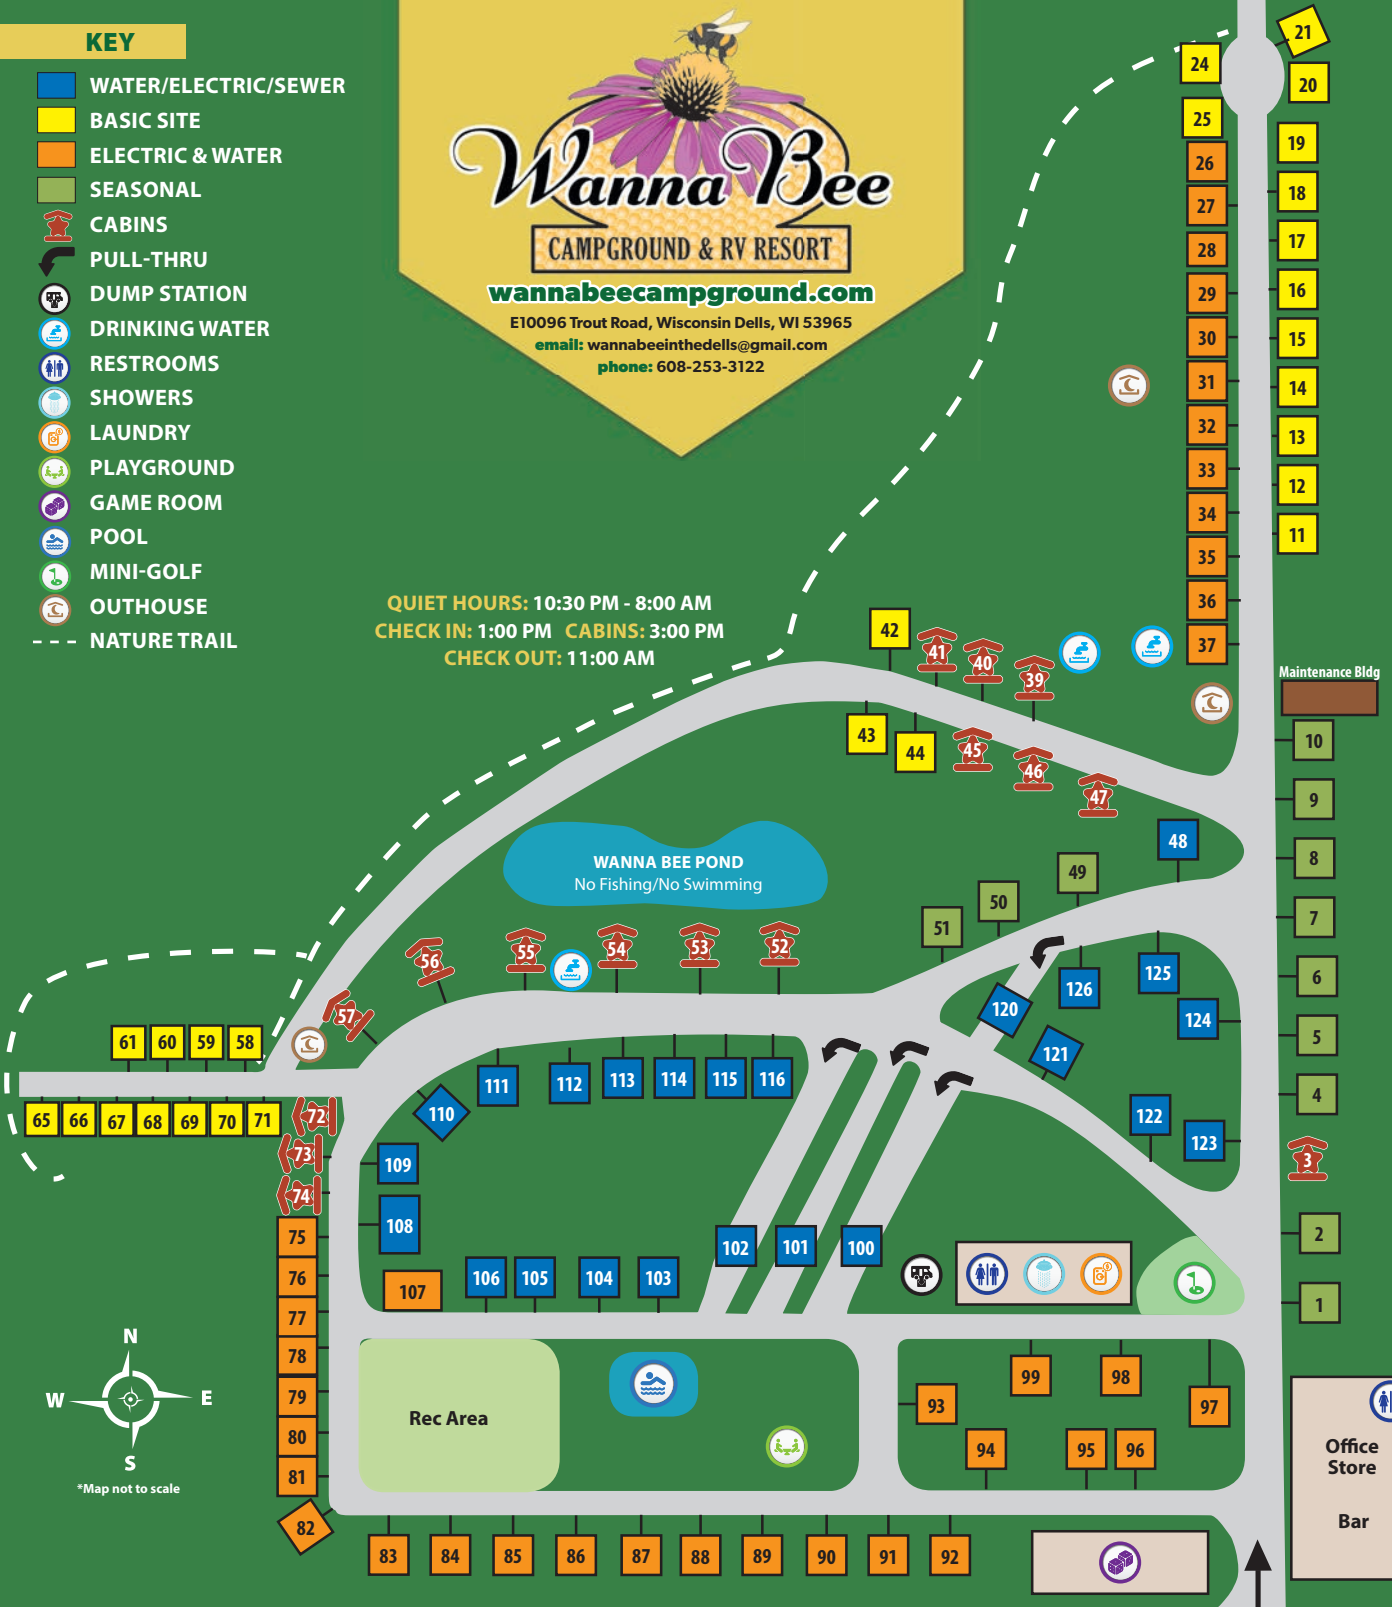 KEY
WATER/ELECTRIC/SEWER
BASIC SITE
ELECTRIC & WATER
SEASONAL
CABINS
PULL-THRU
DUMP STATION
DRINKING WATER
RESTROOMS
SHOWERS
LAUNDRY
PLAYGROUND
GAME ROOM
POOL
MINI-GOLF
OUTHOUSE
NATURE TRAIL
Wanna Bee
CAMPGROUND & RV RESORT
wannabeecampground.com
E10096 Trout Road, Wisconsin Dells, WI 53965
email: wannabeeinthedells@gmail.com
phone: 608-253-3122
QUIET HOURS: 10:30 PM - 8:00 AM
CHECK IN: 1:00 PM CABINS: 3:00 PM
CHECK OUT: 11:00 AM
21
24
20
25
19
26
18
27
17
28
16
29
15
30
14
31
13
32
12
33
11
34
35
36
37
42
41
40
39
43
44
45
46
47
Maintenance Bldg
10
9
8
7
6
5
4
3
2
1
48
49
50
51
WANNA BEE POND
No Fishing/No Swimming
52
53
54
55
56
57
61 60 59 58
65 66 67 68 69 70 71
72
73
74
75
76
77
78
79
80
81
82
110
111
112
113
114
115
116
120
121
126
125
124
122
123
109
108
107
106
105
104
103
102
101
100
N
W E
S
*Map not to scale
Rec Area
99
98
97
93
94
95
96
83 84 85 86 87 88 89 90 91 92
Office
Store
Bar